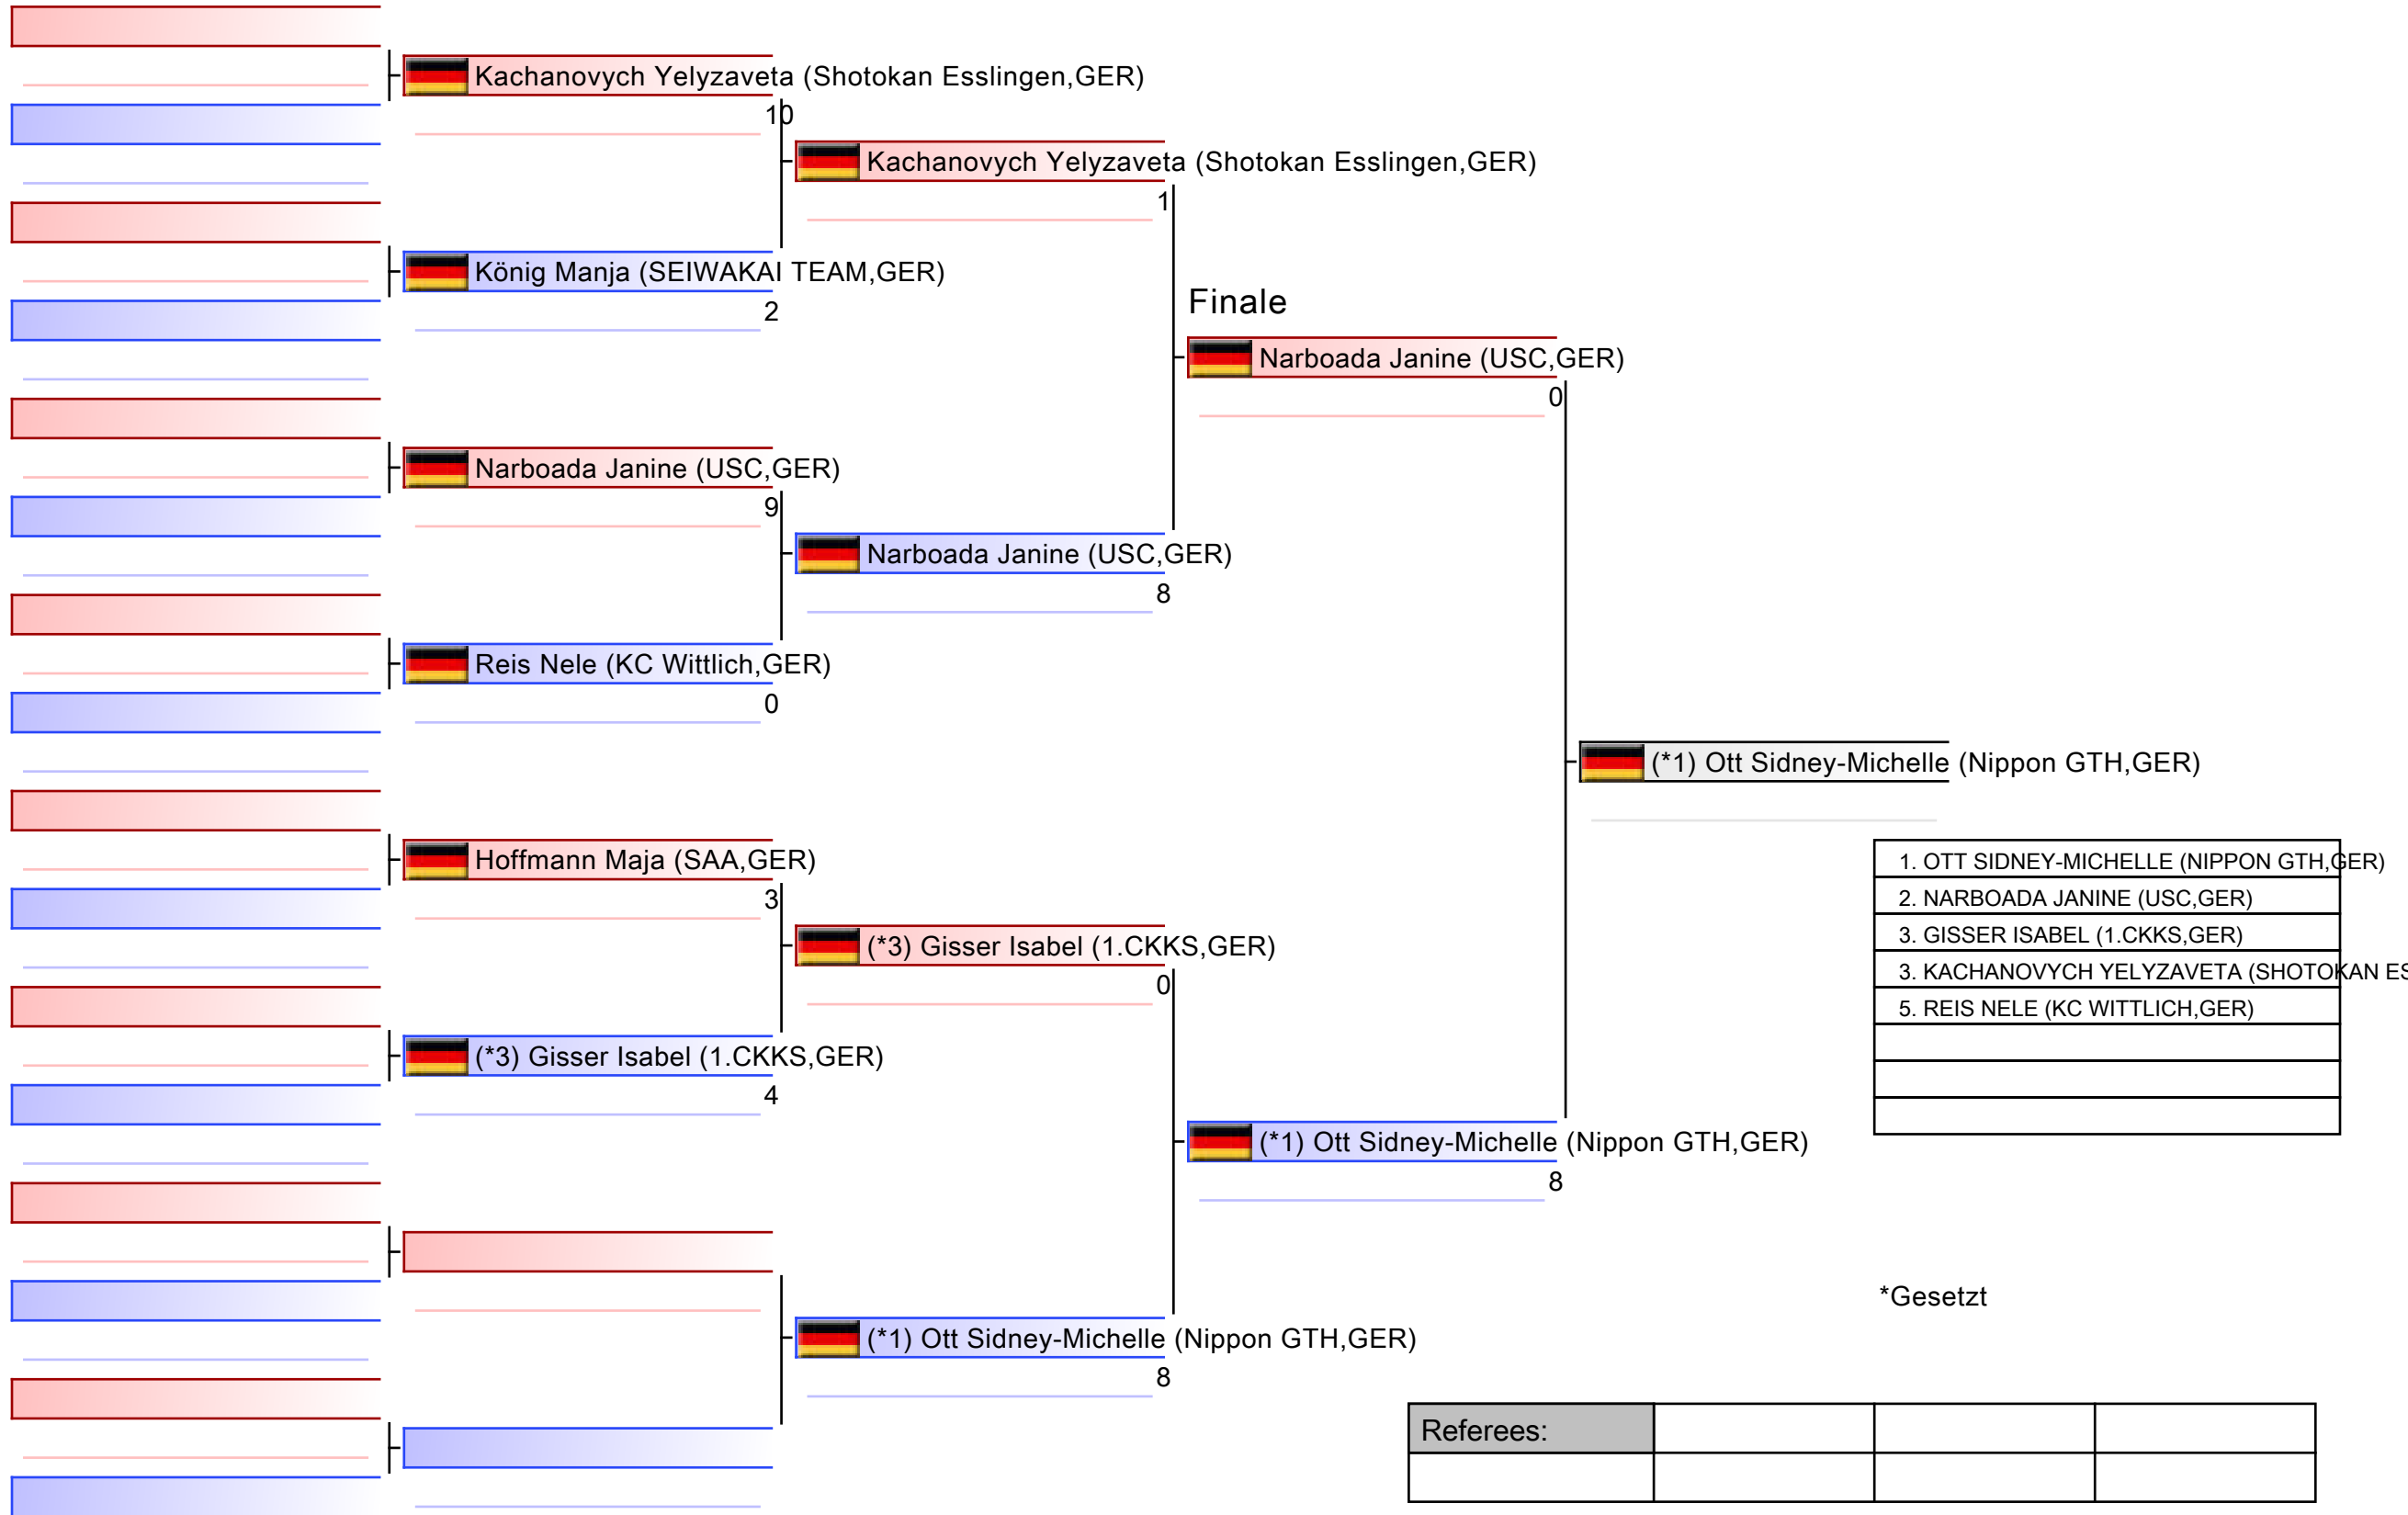 Kachanovych Yelyzaveta (Shotokan Esslingen,GER)
10
Kachanovych Yelyzaveta (Shotokan Esslingen,GER)
1
König Manja (SEIWAKAI TEAM,GER)
2
Finale
Narboada Janine (USC,GER)
0
Narboada Janine (USC,GER)
9
Narboada Janine (USC,GER)
8
Reis Nele (KC Wittlich,GER)
0
(*1) Ott Sidney-Michelle (Nippon GTH,GER)
Hoffmann Maja (SAA,GER)
3
1. OTT SIDNEY-MICHELLE (NIPPON GTH,GER)
2. NARBOADA JANINE (USC,GER)
3. GISSER ISABEL (1.CKKS,GER)
3. KACHANOVYCH YELYZAVETA (SHOTOKAN ES
5. REIS NELE (KC WITTLICH,GER)
(*3) Gisser Isabel (1.CKKS,GER)
0
(*3) Gisser Isabel (1.CKKS,GER)
4
(*1) Ott Sidney-Michelle (Nippon GTH,GER)
8
*Gesetzt
(*1) Ott Sidney-Michelle (Nippon GTH,GER)
8
Referees: